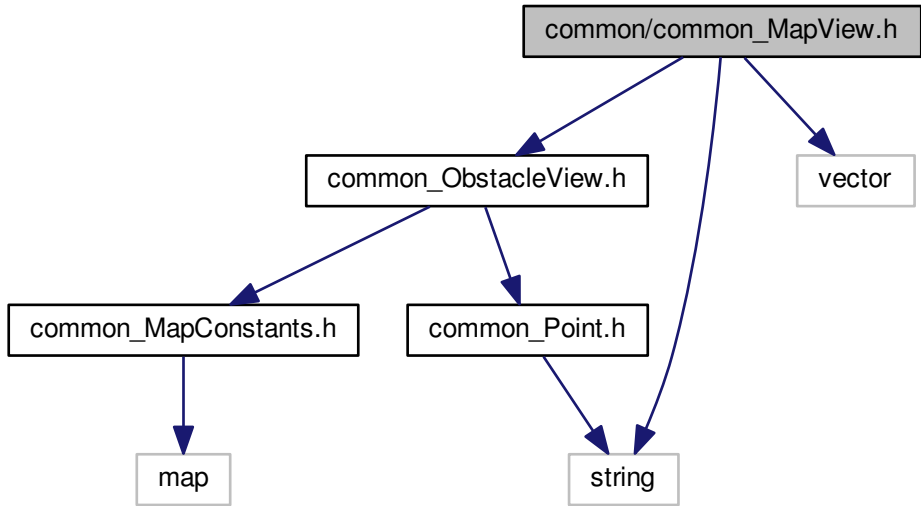 common/common_MapView.h
common_ObstacleView.h
vector
common_MapConstants.h
common_Point.h
map
string